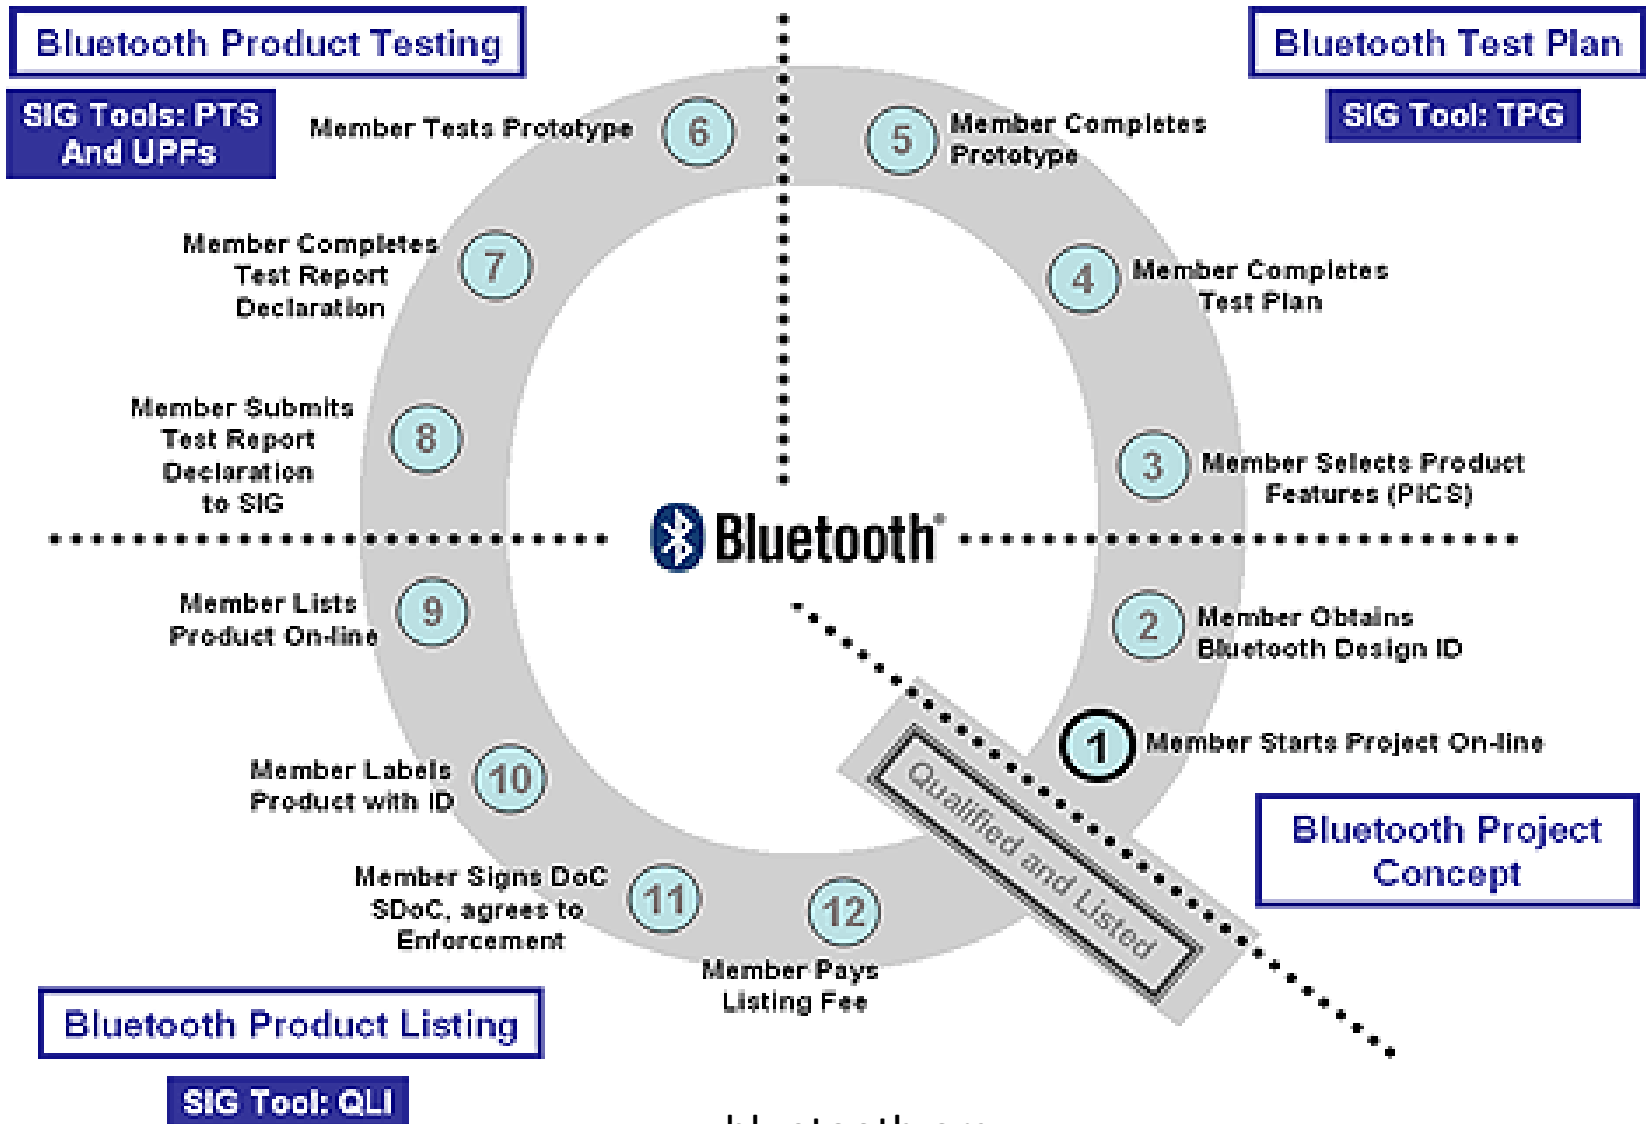 Bluetooth Product Testing
SIG Tools: PTS
And UPFs
Bluetooth Test Plan
SIG Tool: TPG
Member Tests Prototype
6
5
Member Completes
Prototype
Member Completes
Test Report
Declaration
7
4
Member Completes
Test Plan
Member Submits
Test Report
Declaration
to SIG
8
3
Member Selects Product
Features (PICS)
Bluetooth®
Member Lists
Product On-line
9
2
Member Obtains
Bluetooth Design ID
1
Member Starts Project On-line
Member Labels
Product with ID
10
Qualified and Listed
Bluetooth Project
Concept
Member Signs DoC
SDoC, agrees to
Enforcement
11
12
Member Pays
Listing Fee
Bluetooth Product Listing
SIG Tool: QLI